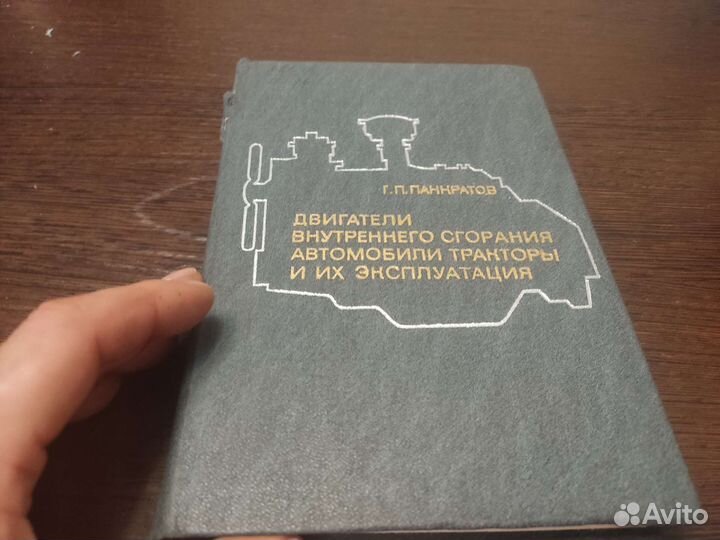 Г.П.ПАНКРАТОВ
ДВИГАТЕЛИ
ВНУТРЕННЕГО СГОРАНИЯ
АВТОМОБИЛИ ТРАКТОРЫ
И ИХ ЭКСПЛУАТАЦИЯ
Avito